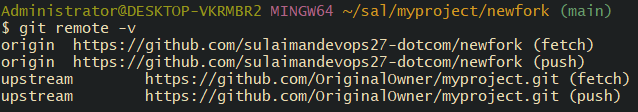 Administrator@DESKTOP-VKRMBR2 MINGW64 ~/sal/myproject/newfork (main)
$ git remote -v
origin  https://github.com/sulaimandevops27-dotcom/newfork (fetch)
origin  https://github.com/sulaimandevops27-dotcom/newfork (push)
upstream        https://github.com/OriginalOwner/myproject.git (fetch)
upstream        https://github.com/OriginalOwner/myproject.git (push)